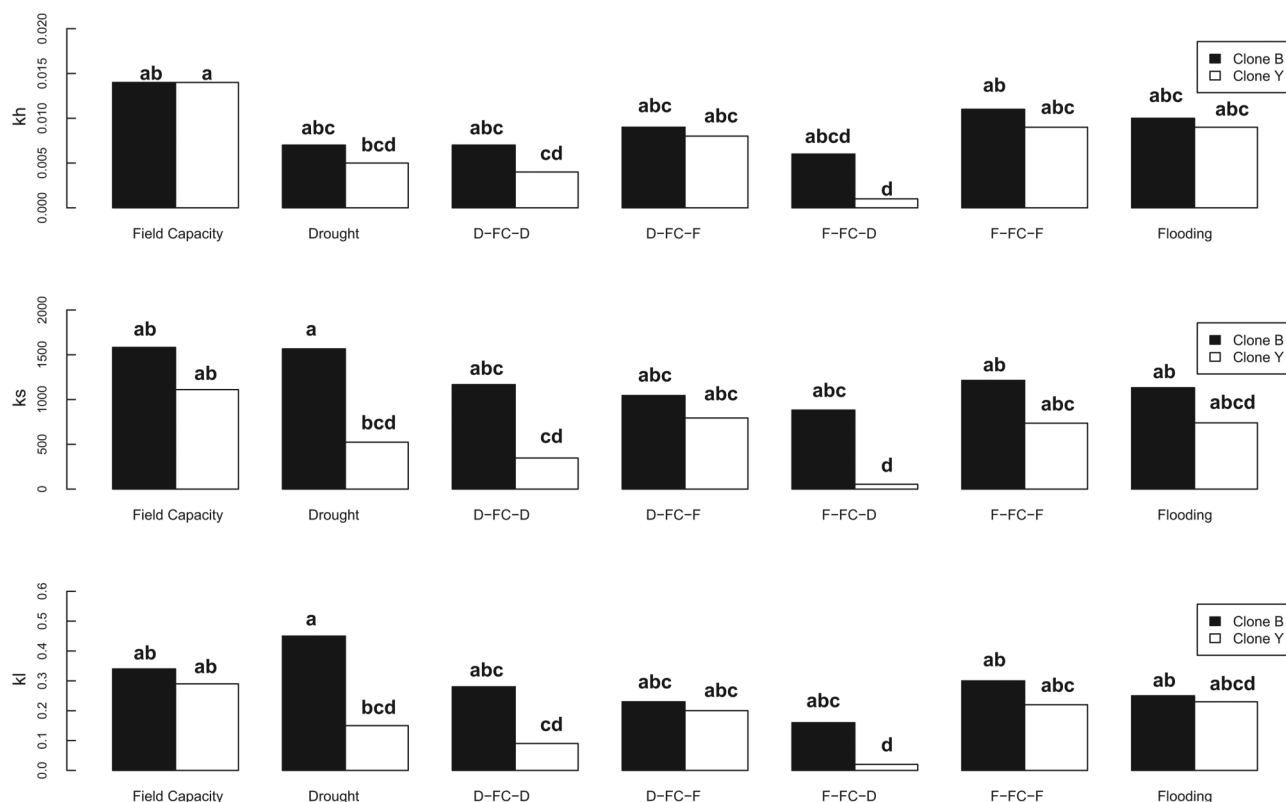 0.020
0.015
0.010
0.005
0.000
kh
ab a abc bcd abc cd abc abc abcd d ab abc abc abc
Clone B
Clone Y
Field Capacity Drought D−FC−D D−FC−F F−FC−D F−FC−F Flooding
2000
1500
1000
500
0
ks
ab ab a bcd abc cd abc abc abc d ab abc ab abcd
Clone B
Clone Y
Field Capacity Drought D−FC−D D−FC−F F−FC−D F−FC−F Flooding
0.6
0.5
0.4
0.3
0.2
0.1
0.0
kl
ab ab a bcd abc cd abc abc abc d ab abc ab abcd
Clone B
Clone Y
Field Capacity Drought D−FC−D D−FC−F F−FC−D F−FC−F Flooding